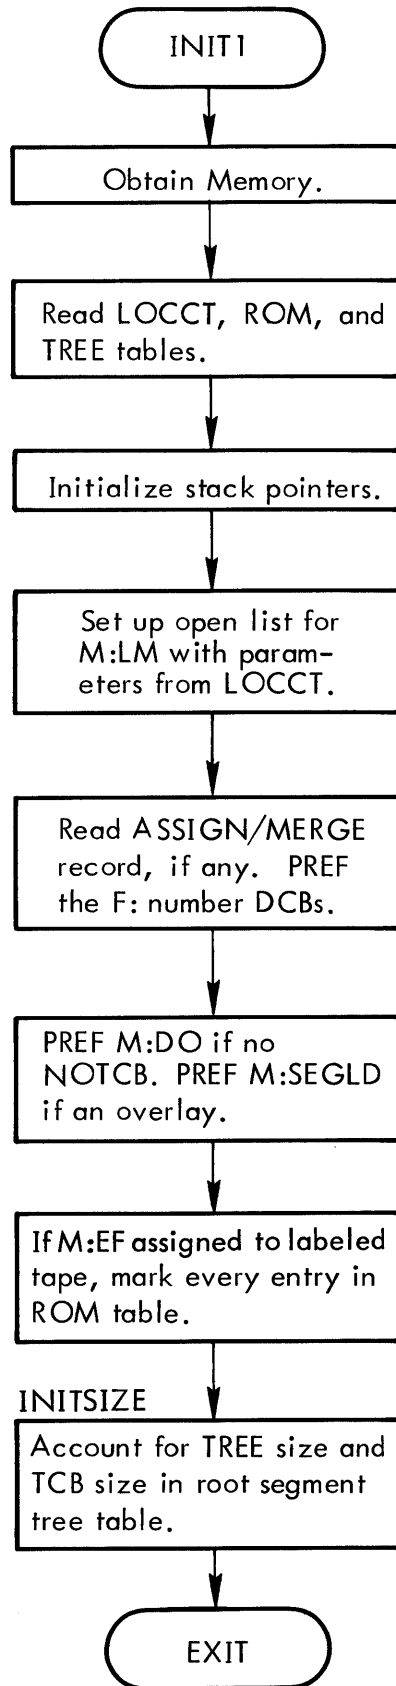 INIT1
Obtain Memory.
Read LOCCT, ROM, and
TREE tables.
Initialize stack pointers.
Set up open list for
M:LM with param-
eters from LOCCT.
Read ASSIGN/MERGE
record, if any. PREF
the F: number DCBs.
PREF M:DO if no
NOTCB. PREF M:SEGLD
if an overlay.
If M:EF assigned to labeled
tape, mark every entry in
ROM table.
INITSIZE
Account for TREE size and
TCB size in root segment
tree table.
EXIT